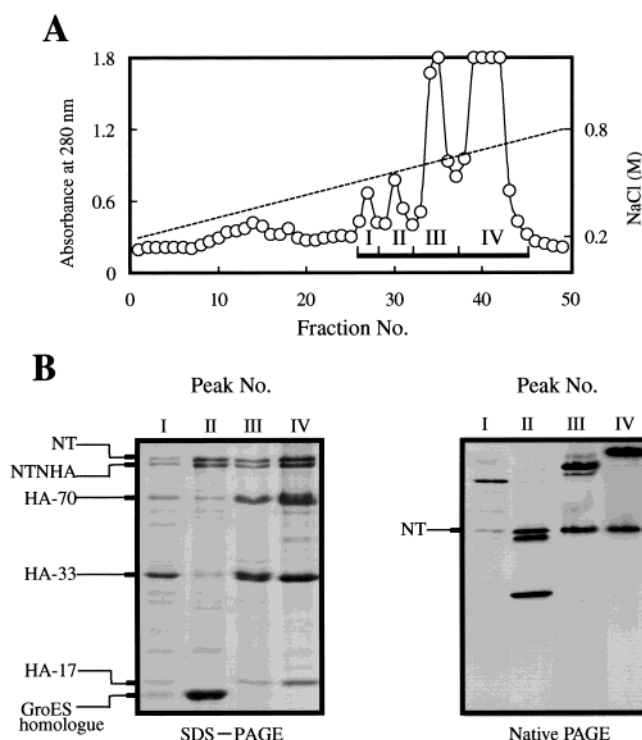 A
Absorbance at 280 nm
1.8
1.2
0.6
0
0.8
0.2
NaCl (M)
I II III IV
0 10 20 30 40 50
Fraction No.
B
Peak No.
I II III IV
NT
NTNHA
HA-70
HA-33
HA-17
GroES
homologue
SDS-PAGE
Peak No.
I II III IV
NT
Native PAGE